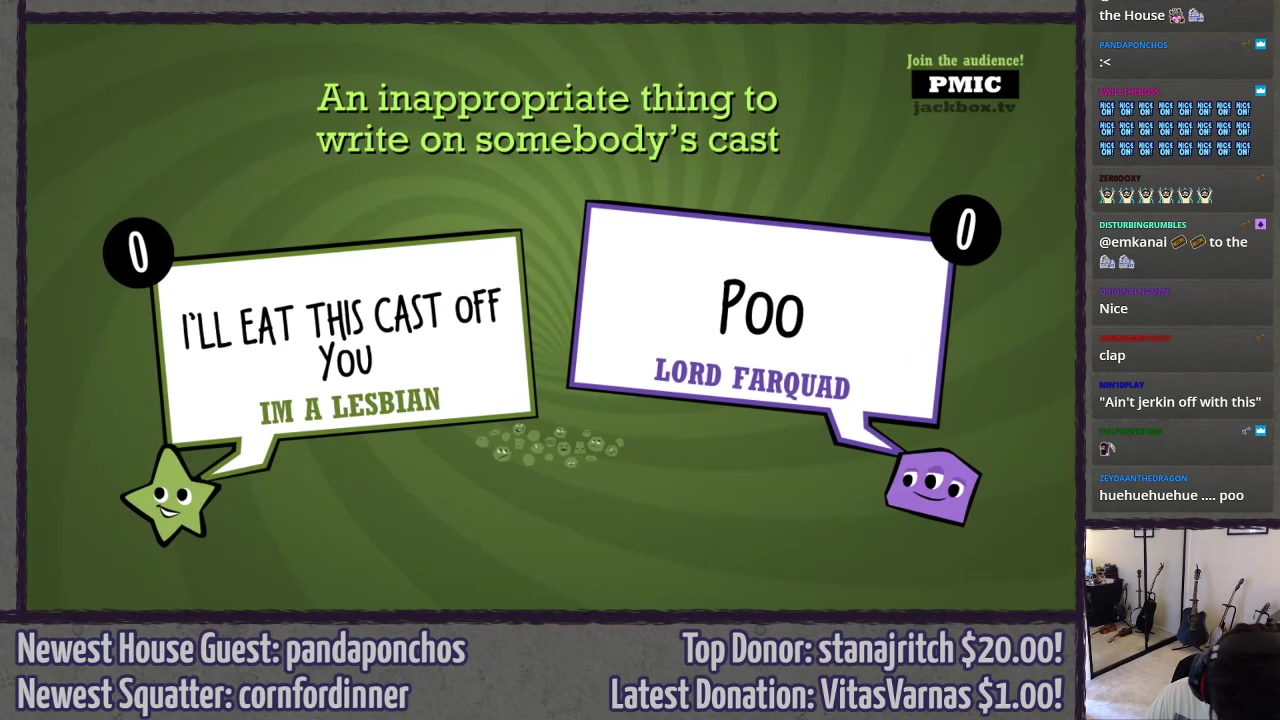 An inappropriate thing to
write on somebody's cast
Join the audience!
PMIC
jackbox.tv
0
I'LL EAT THIS CAST OFF
YOU
IM A LESBIAN
0
POO
LORD FARQUAD
the House
PANDAPONCHOS
:<
ZER0DOXY
DISTURBINGRUMBLES
@emkanai to the
Nice
clap
NIN10PLAY
"Ain't jerkin off with this"
ZEYDAANTHEDRAGON
huehuehuehue .... poo
Newest House Guest: pandaponchos
Newest Squatter: cornfordinner
Top Donor: stanajritch $20.00!
Latest Donation: VitasVarnas $1.00!